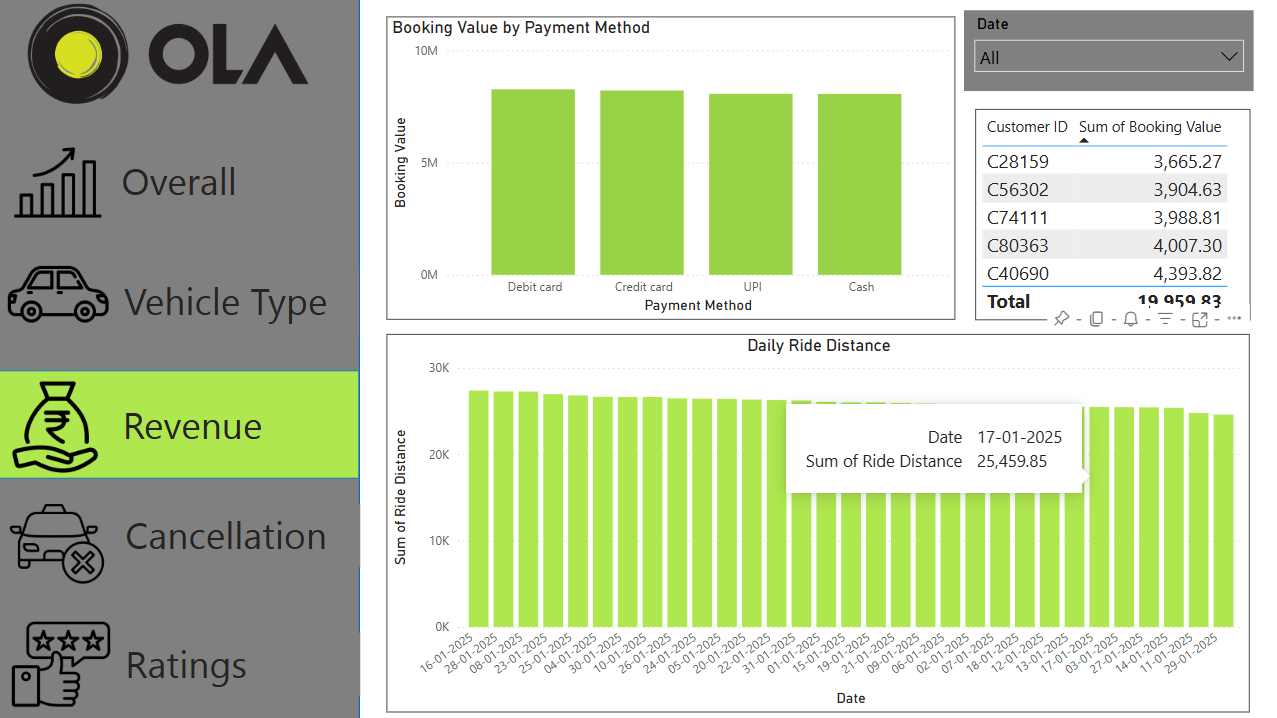 OLA
Overall
Vehicle Type
Revenue
Cancellation
Ratings
Booking Value by Payment Method
10M
5M
0M
Booking Value
Debit card Credit card UPI Cash
Payment Method
Date
All
Customer ID Sum of Booking Value
C28159 3,665.27
C56302 3,904.63
C74111 3,988.81
C80363 4,007.30
C40690 4,393.82
Total 19,959.83
Daily Ride Distance
30K
20K
10K
0K
Sum of Ride Distance
Date 17-01-2025
Sum of Ride Distance 25,459.85
16-01-2025 28-01-2025 08-01-2025 23-01-2025 25-01-2025 04-01-2025 30-01-2025 10-01-2025 26-01-2025 24-01-2025 05-01-2025 20-01-2025 22-01-2025 31-01-2025 01-01-2025 15-01-2025 19-01-2025 21-01-2025 09-01-2025 06-01-2025 02-01-2025 07-01-2025 18-01-2025 12-01-2025 13-01-2025 17-01-2025 03-01-2025 27-01-2025 14-01-2025 11-01-2025 29-01-2025
Date